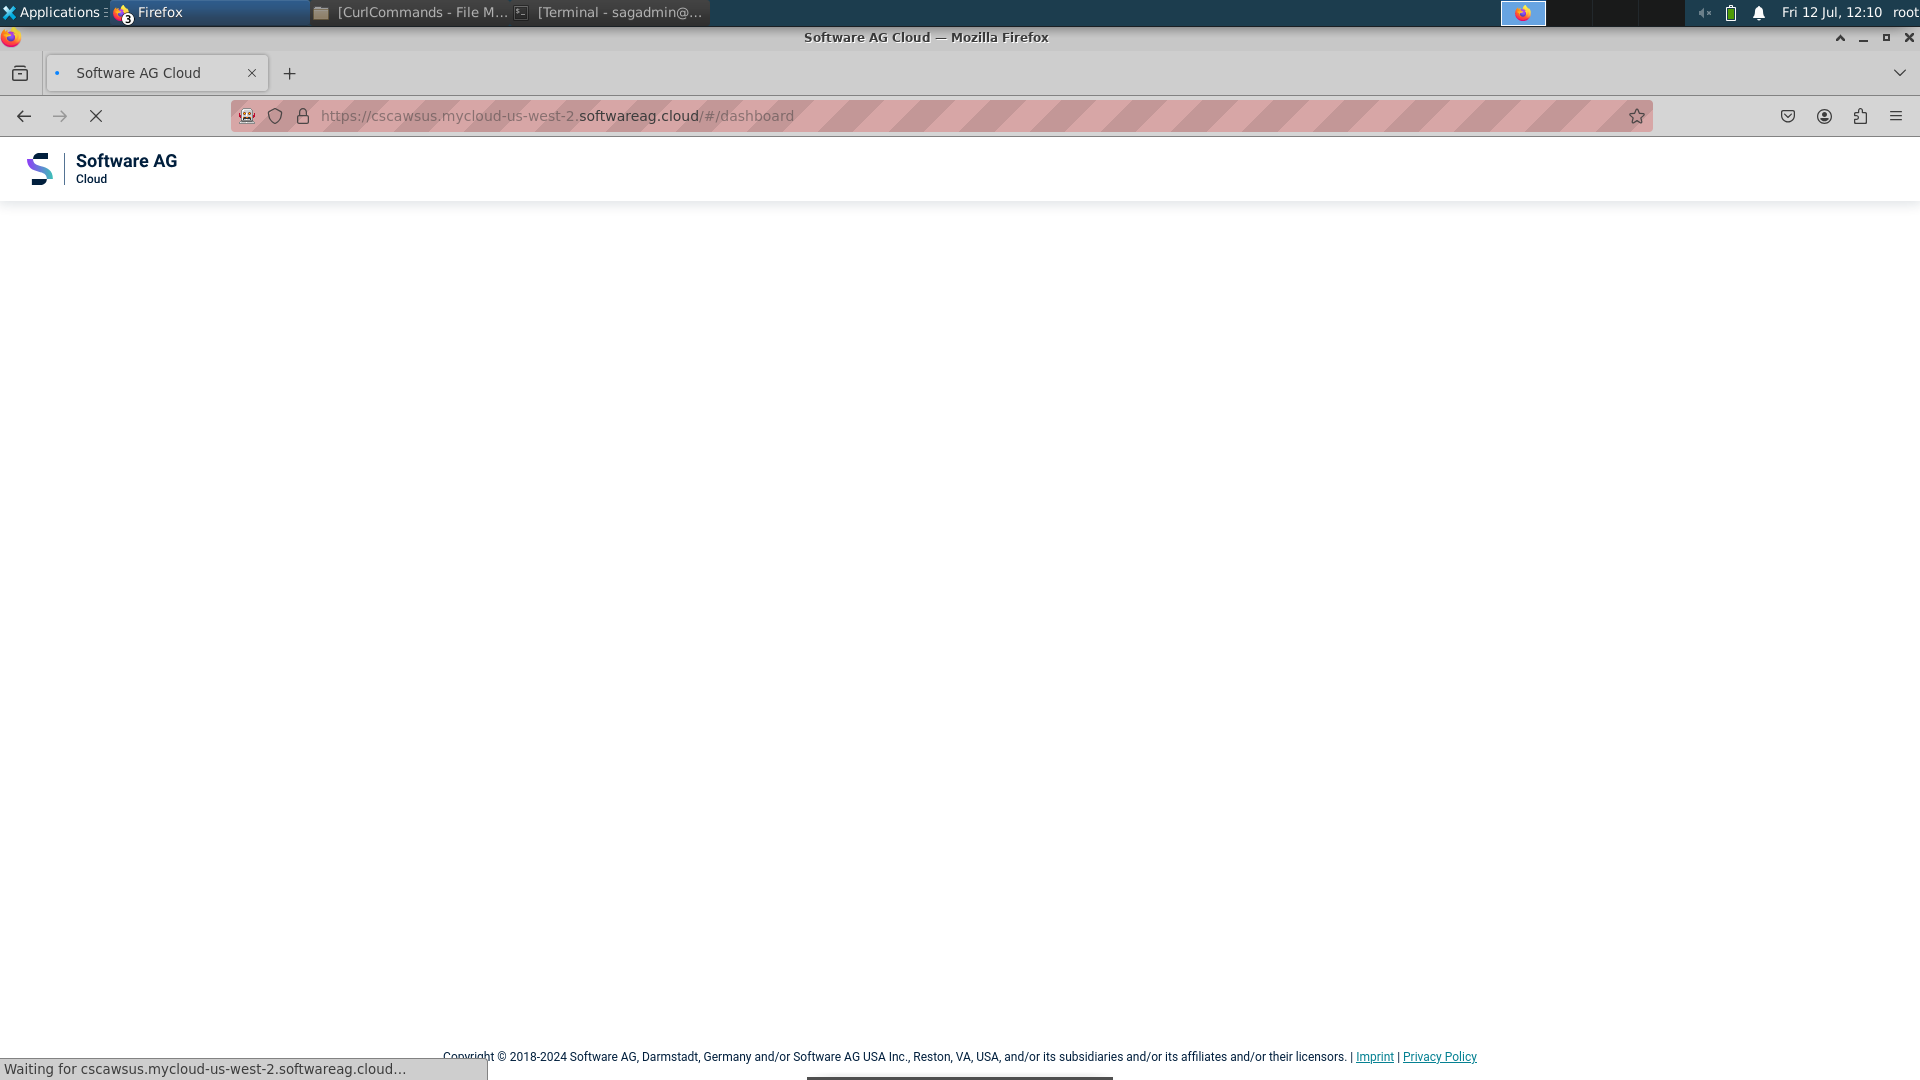 Applications
3
Firefox
[CurlCommands - File M...
[Terminal - sagadmin@...
Fri 12 Jul, 12:10
root
Software AG Cloud — Mozilla Firefox
Software AG Cloud
https://cscawsus.mycloud-us-west-2.softwareag.cloud/#/dashboard
Software AG
Cloud
Copyright © 2018-2024 Software AG, Darmstadt, Germany and/or Software AG USA Inc., Reston, VA, USA, and/or its subsidiaries and/or its affiliates and/or their licensors. | Imprint | Privacy Policy
Waiting for cscawsus.mycloud-us-west-2.softwareag.cloud...